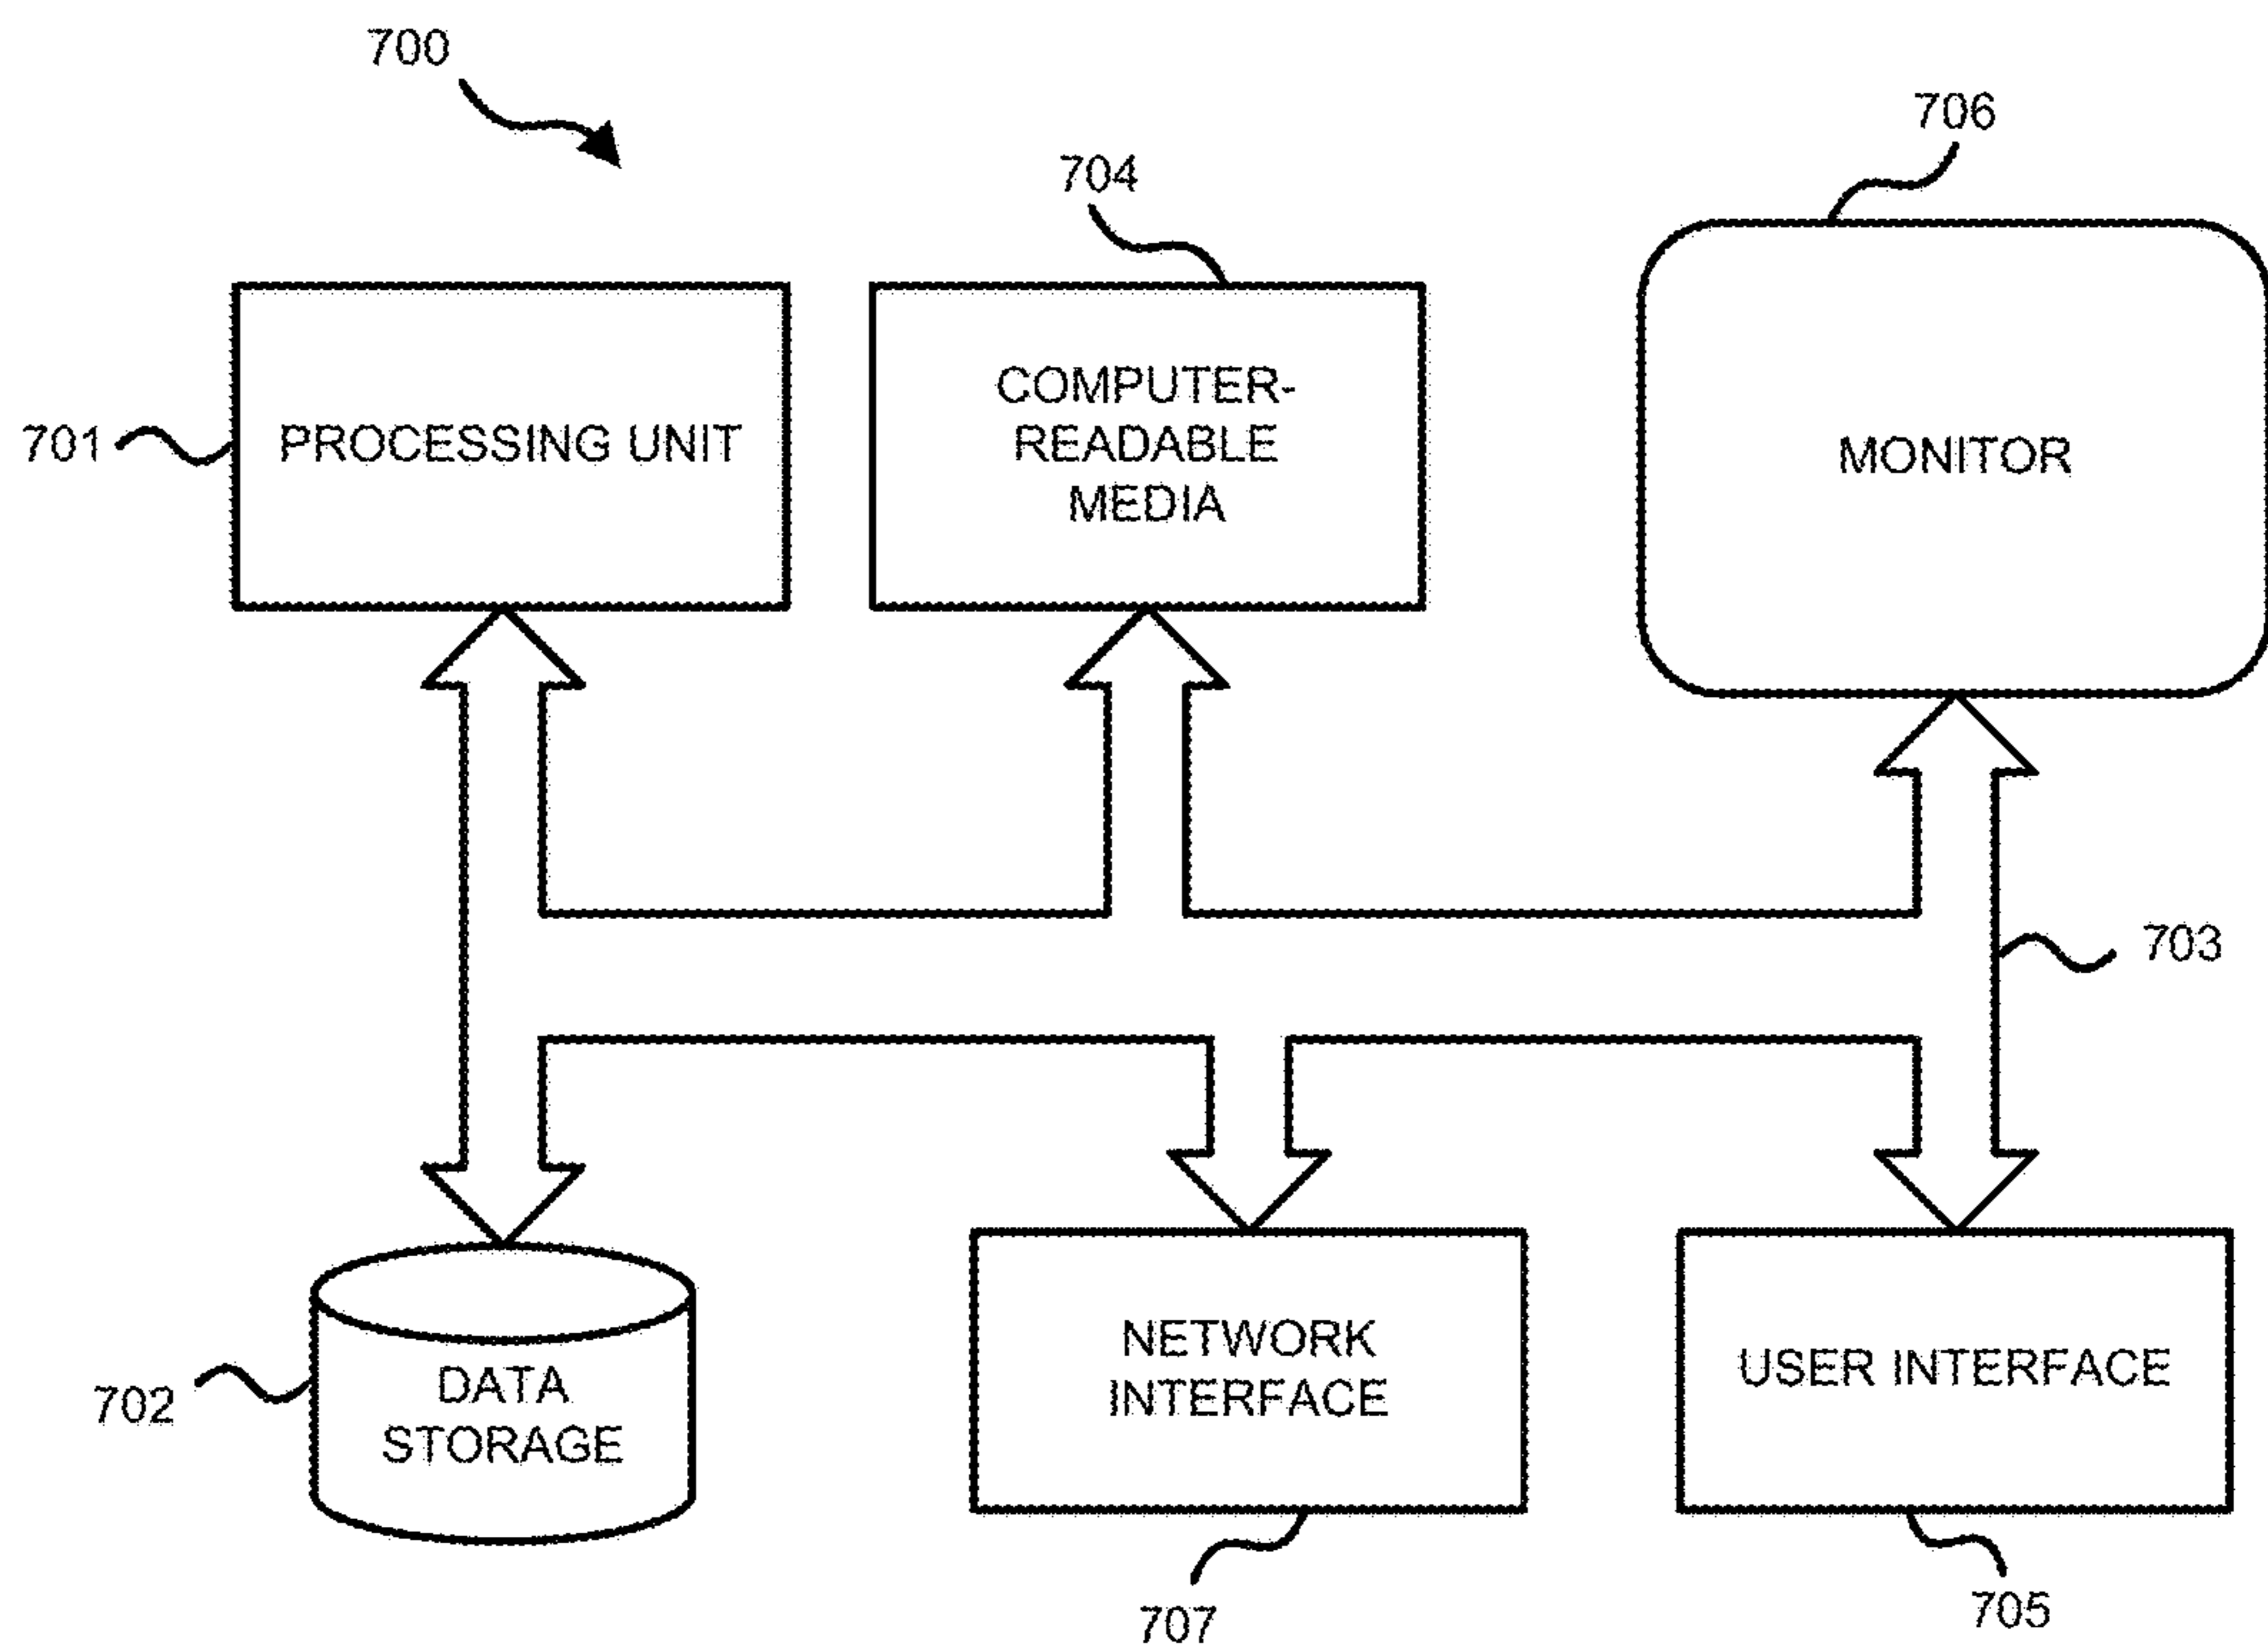 700
706
704
COMPUTER-
READABLE
MEDIA
701
PROCESSING UNIT
MONITOR
703
702
DATA
STORAGE
NETWORK
INTERFACE
USER INTERFACE
707
705